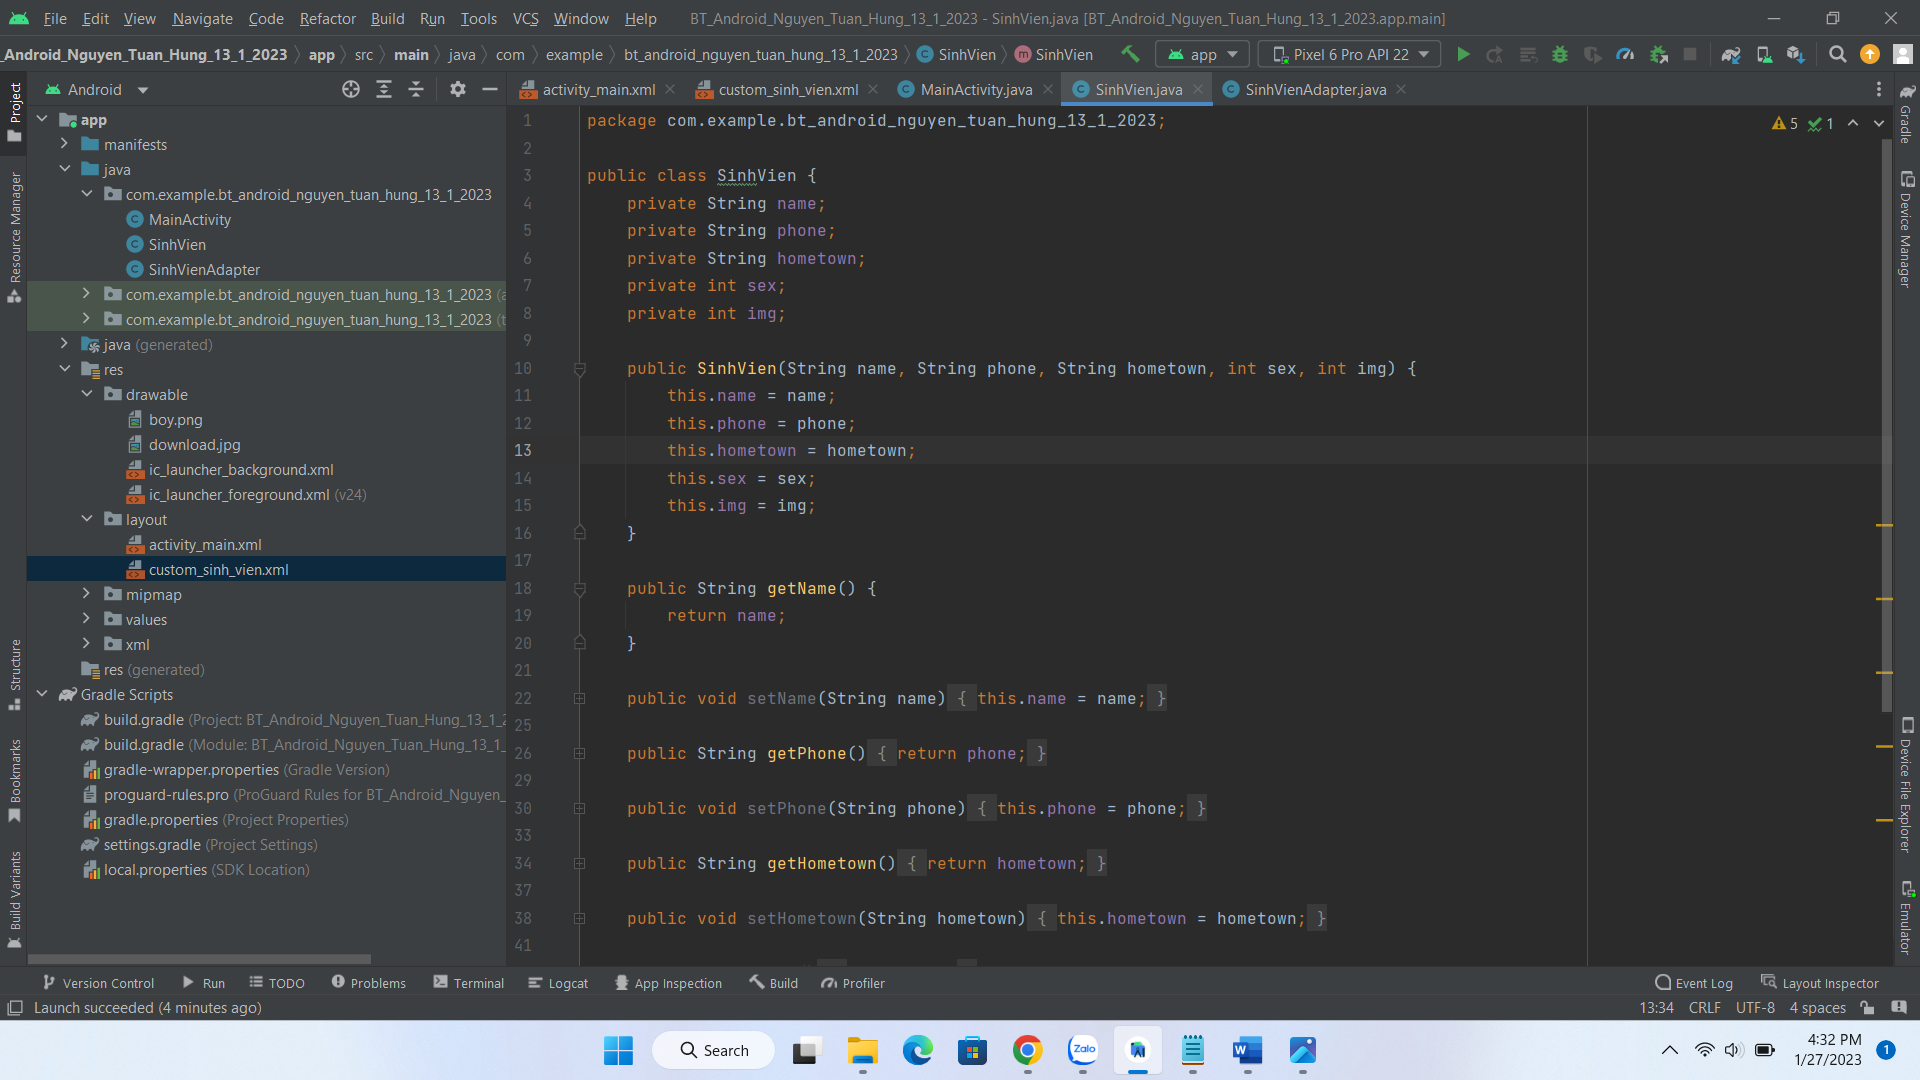 File Edit View Navigate Code Refactor Build Run Tools VCS Window Help BT_Android_Nguyen_Tuan_Hung_13_1_2023 - SinhVien.java [BT_Android_Nguyen_Tuan_Hung_13_1_2023.app.main]
_Android_Nguyen_Tuan_Hung_13_1_2023 app src main java com example bt_android_nguyen_tuan_hung_13_1_2023 SinhVien SinhVien app Pixel 6 Pro API 22
Android
activity_main.xml custom_sinh_vien.xml MainActivity.java SinhVien.java SinhVienAdapter.java
Project
Resource Manager
Structure
Bookmarks
Build Variants
app
manifests
java
com.example.bt_android_nguyen_tuan_hung_13_1_2023
MainActivity
SinhVien
SinhVienAdapter
com.example.bt_android_nguyen_tuan_hung_13_1_2023 (a
com.example.bt_android_nguyen_tuan_hung_13_1_2023 (t
java (generated)
res
drawable
boy.png
download.jpg
ic_launcher_background.xml
ic_launcher_foreground.xml (v24)
layout
activity_main.xml
custom_sinh_vien.xml
mipmap
values
xml
res (generated)
Gradle Scripts
build.gradle (Project: BT_Android_Nguyen_Tuan_Hung_13_1_2
build.gradle (Module: BT_Android_Nguyen_Tuan_Hung_13_1_
gradle-wrapper.properties (Gradle Version)
proguard-rules.pro (ProGuard Rules for BT_Android_Nguyen_
gradle.properties (Project Properties)
settings.gradle (Project Settings)
local.properties (SDK Location)
5 1
1 package com.example.bt_android_nguyen_tuan_hung_13_1_2023;
2
3 public class SinhVien {
4 private String name;
5 private String phone;
6 private String hometown;
7 private int sex;
8 private int img;
9
10 public SinhVien(String name, String phone, String hometown, int sex, int img) {
11 this.name = name;
12 this.phone = phone;
13 this.hometown = hometown;
14 this.sex = sex;
15 this.img = img;
16 }
17
18 public String getName() {
19 return name;
20 }
21
22 public void setName(String name) { this.name = name; }
25
26 public String getPhone() { return phone; }
29
30 public void setPhone(String phone) { this.phone = phone; }
33
34 public String getHometown() { return hometown; }
37
38 public void setHometown(String hometown) { this.hometown = hometown; }
41
Gradle
Device Manager
Device File Explorer
Emulator
Version Control Run TODO Problems Terminal Logcat App Inspection Build Profiler Event Log Layout Inspector
Launch succeeded (4 minutes ago) 13:34 CRLF UTF-8 4 spaces
Search
Zalo
AI
W
4:32 PM
1/27/2023
1